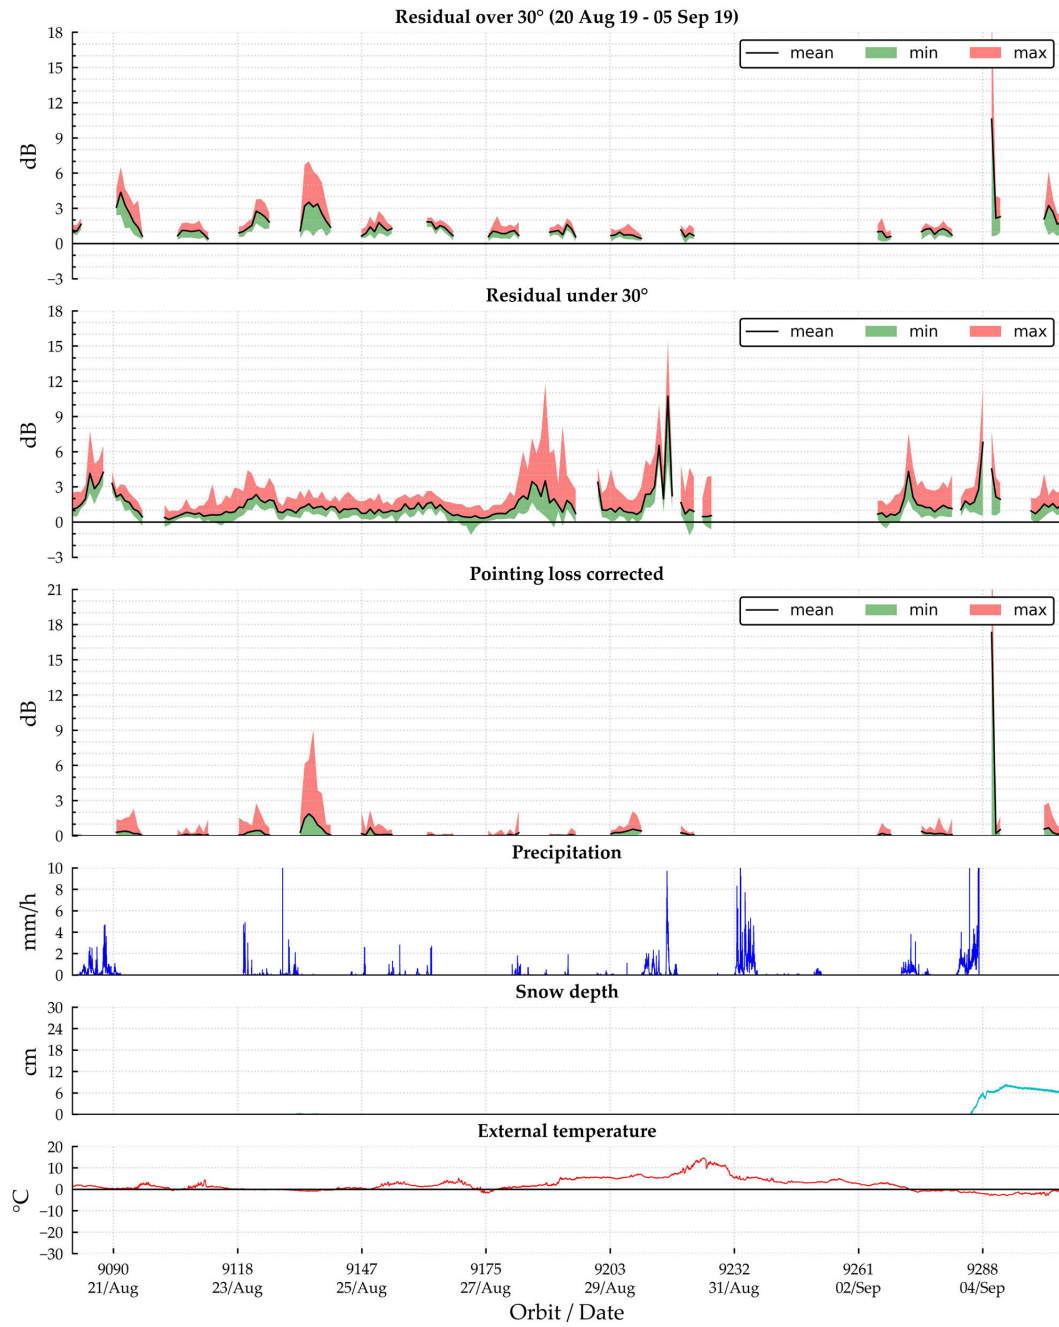 Residual over 30° (20 Aug 19 - 05 Sep 19)
18
15
12
9
6
3
0
−3
dB
mean min max
Residual under 30°
18
15
12
9
6
3
0
−3
dB
mean min max
Pointing loss corrected
21
18
15
12
9
6
3
0
dB
mean min max
Precipitation
10
8
6
4
2
0
mm/h
Snow depth
30
24
18
12
6
0
cm
External temperature
20
10
0
−10
−20
−30
°C
9090 9118 9147 9175 9203 9232 9261 9288
21/Aug 23/Aug 25/Aug 27/Aug 29/Aug 31/Aug 02/Sep 04/Sep
Orbit / Date